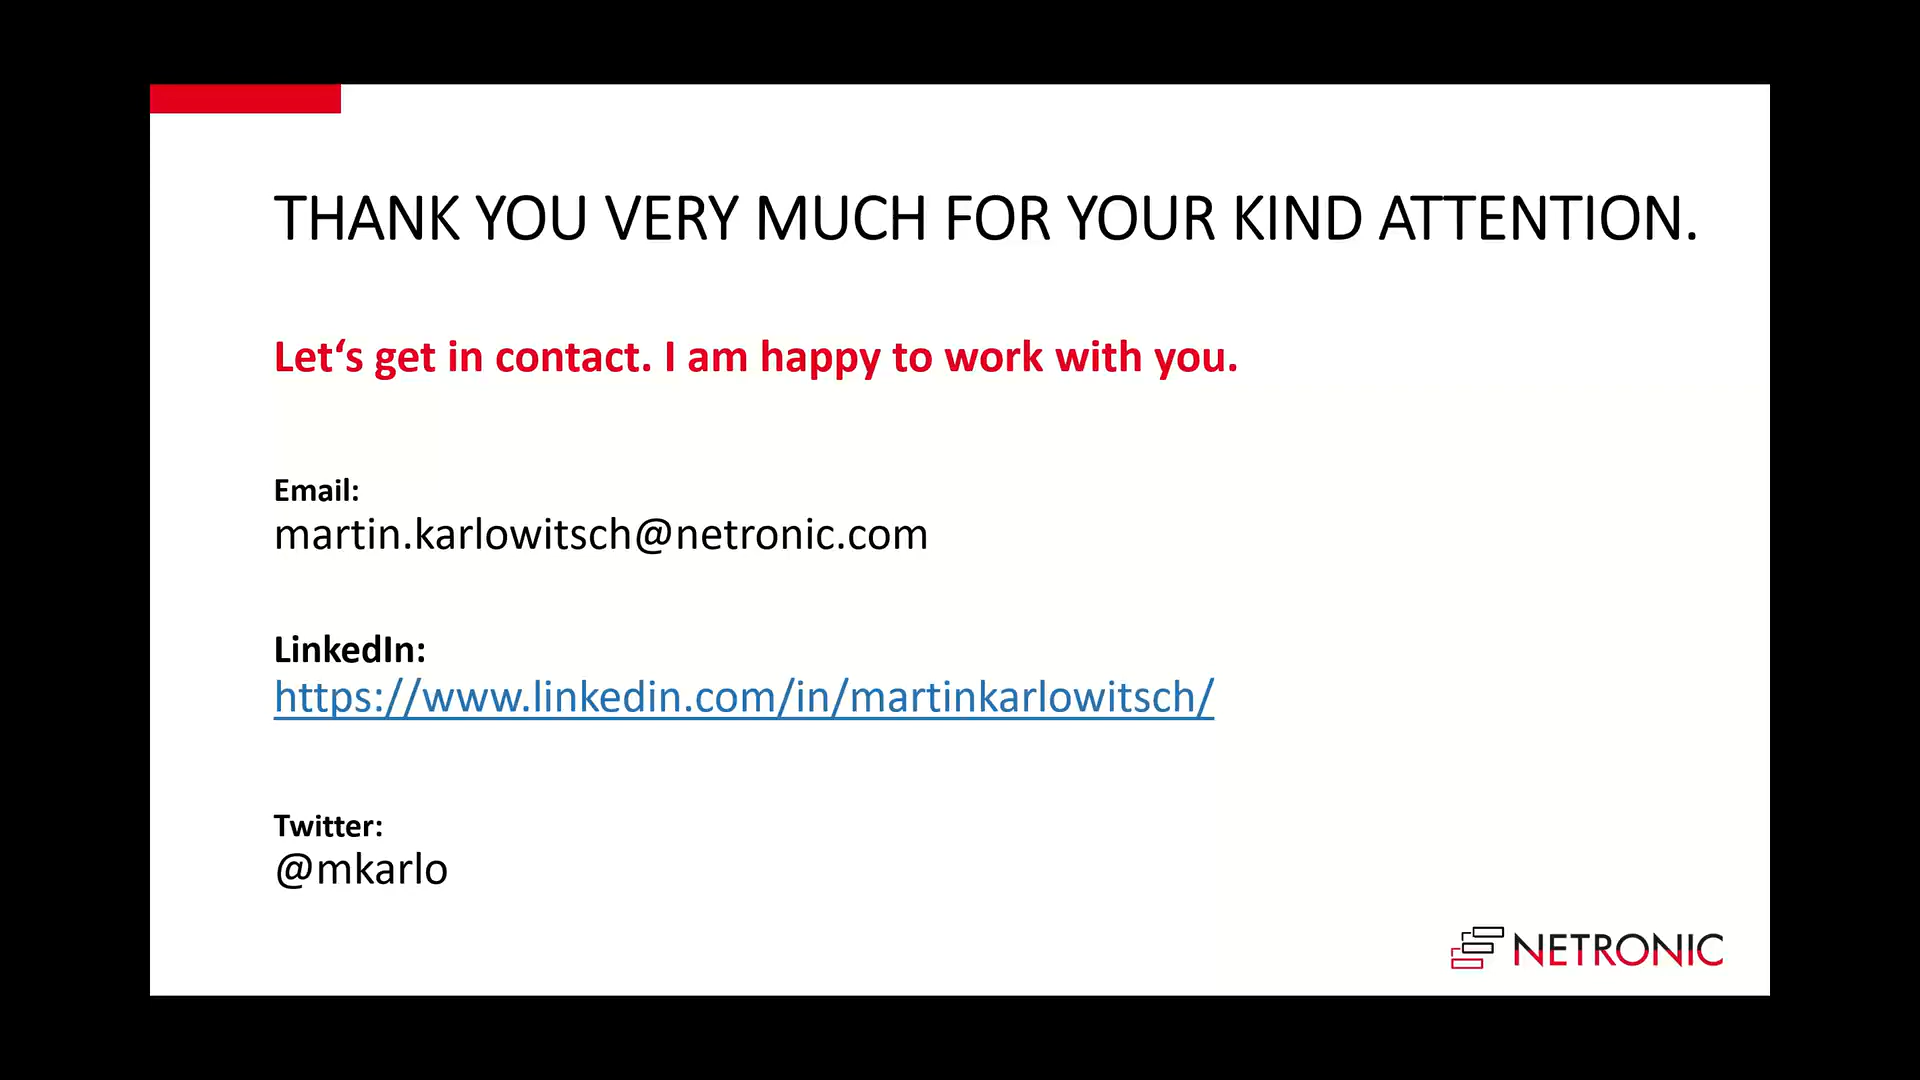 THANK YOU VERY MUCH FOR YOUR KIND ATTENTION.
Let‘s get in contact. I am happy to work with you.
Email:
martin.karlowitsch@netronic.com
LinkedIn:
https://www.linkedin.com/in/martinkarlowitsch/
Twitter:
@mkarlo
NETRONIC